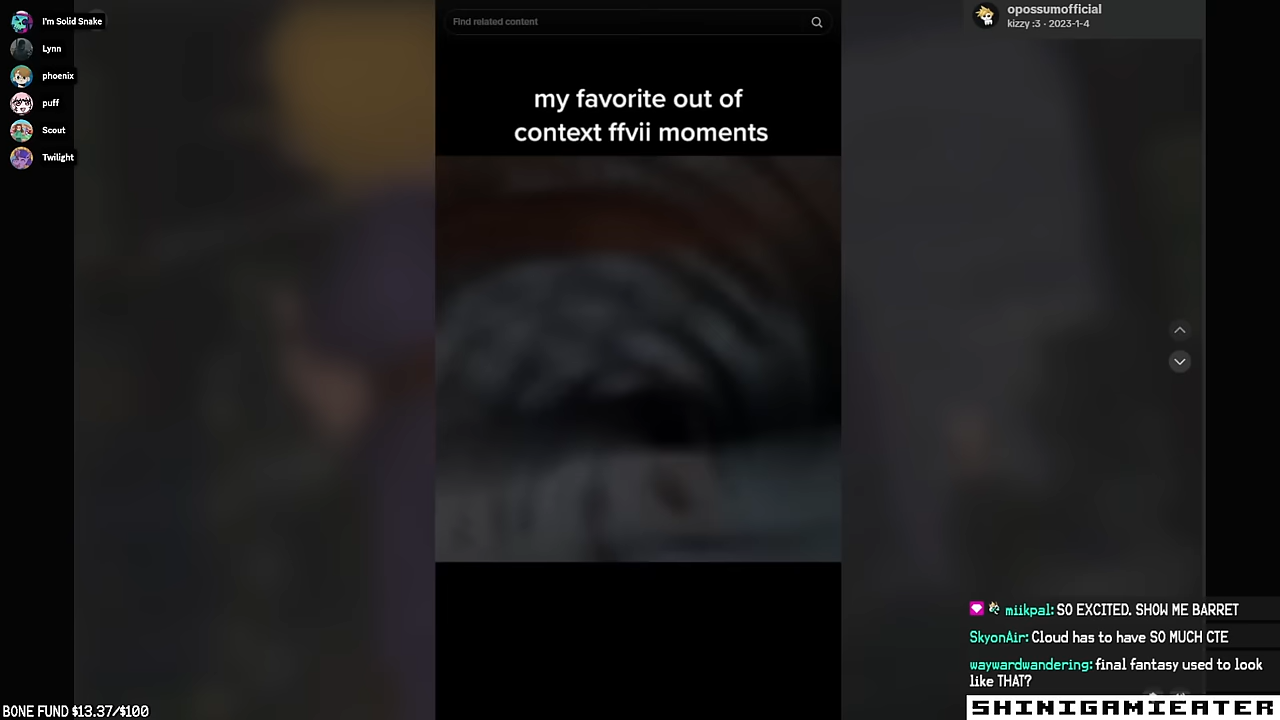 I'm Solid Snake
Lynn
phoenix
puff
Scout
Twilight
Find related content
my favorite out of
context ffvii moments
opossumofficial
kizzy :3 · 2023-1-4
miikpal: SO EXCITED. SHOW ME BARRET
SkyonAir: Cloud has to have SO MUCH CTE
waywardwandering: final fantasy used to look
like THAT?
BONE FUND $13.37/$100
SHINIGAMIEATER